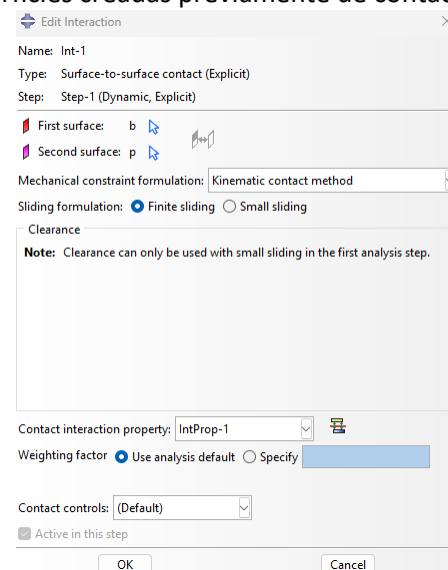 creadas previamente de
Edit Interaction
Name: Int-1
Type: Surface-to-surface contact (Explicit)
Step: Step-1 (Dynamic, Explicit)
First surface: b
Second surface: p
Mechanical constraint formulation: Kinematic contact method
Sliding formulation: Finite sliding Small sliding
Clearance
Note: Clearance can only be used with small sliding in the first analysis step.
Contact interaction property: IntProp-1
Weighting factor Use analysis default Specify
Contact controls: (Default)
Active in this step
OK Cancel